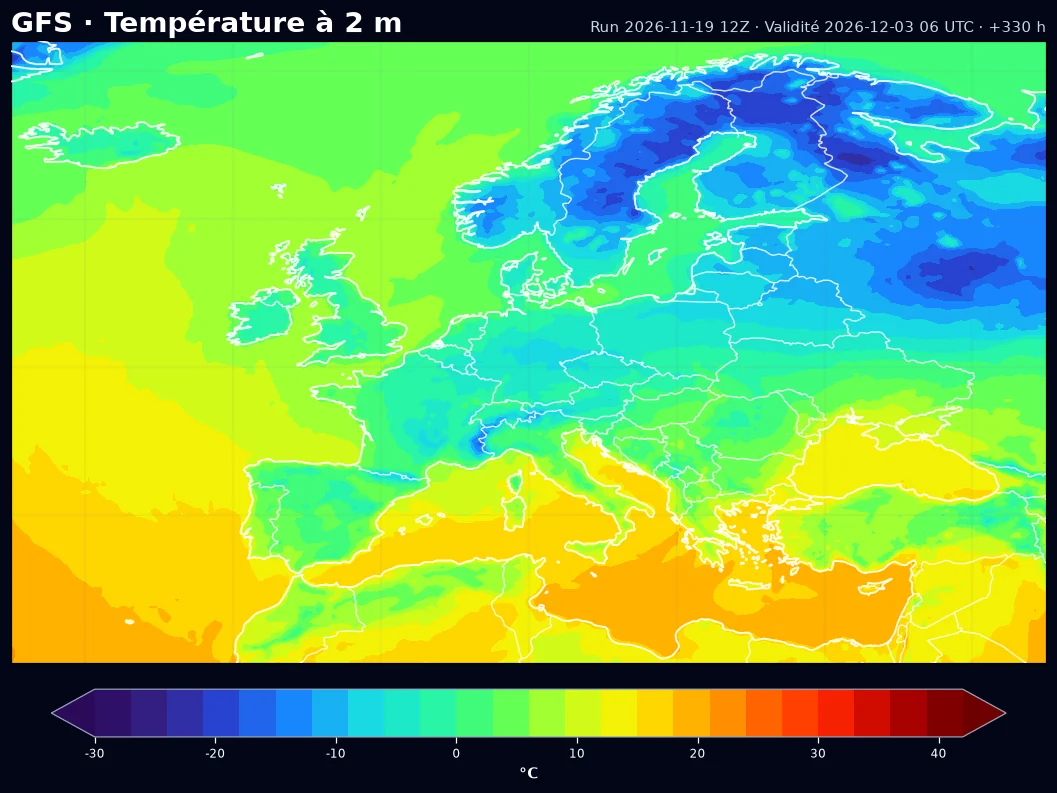 GFS · Température à 2 m
Run 2026-11-19 12Z · Validité 2026-12-03 06 UTC · +330 h
-30 -20 -10 0 10 20 30 40
°C